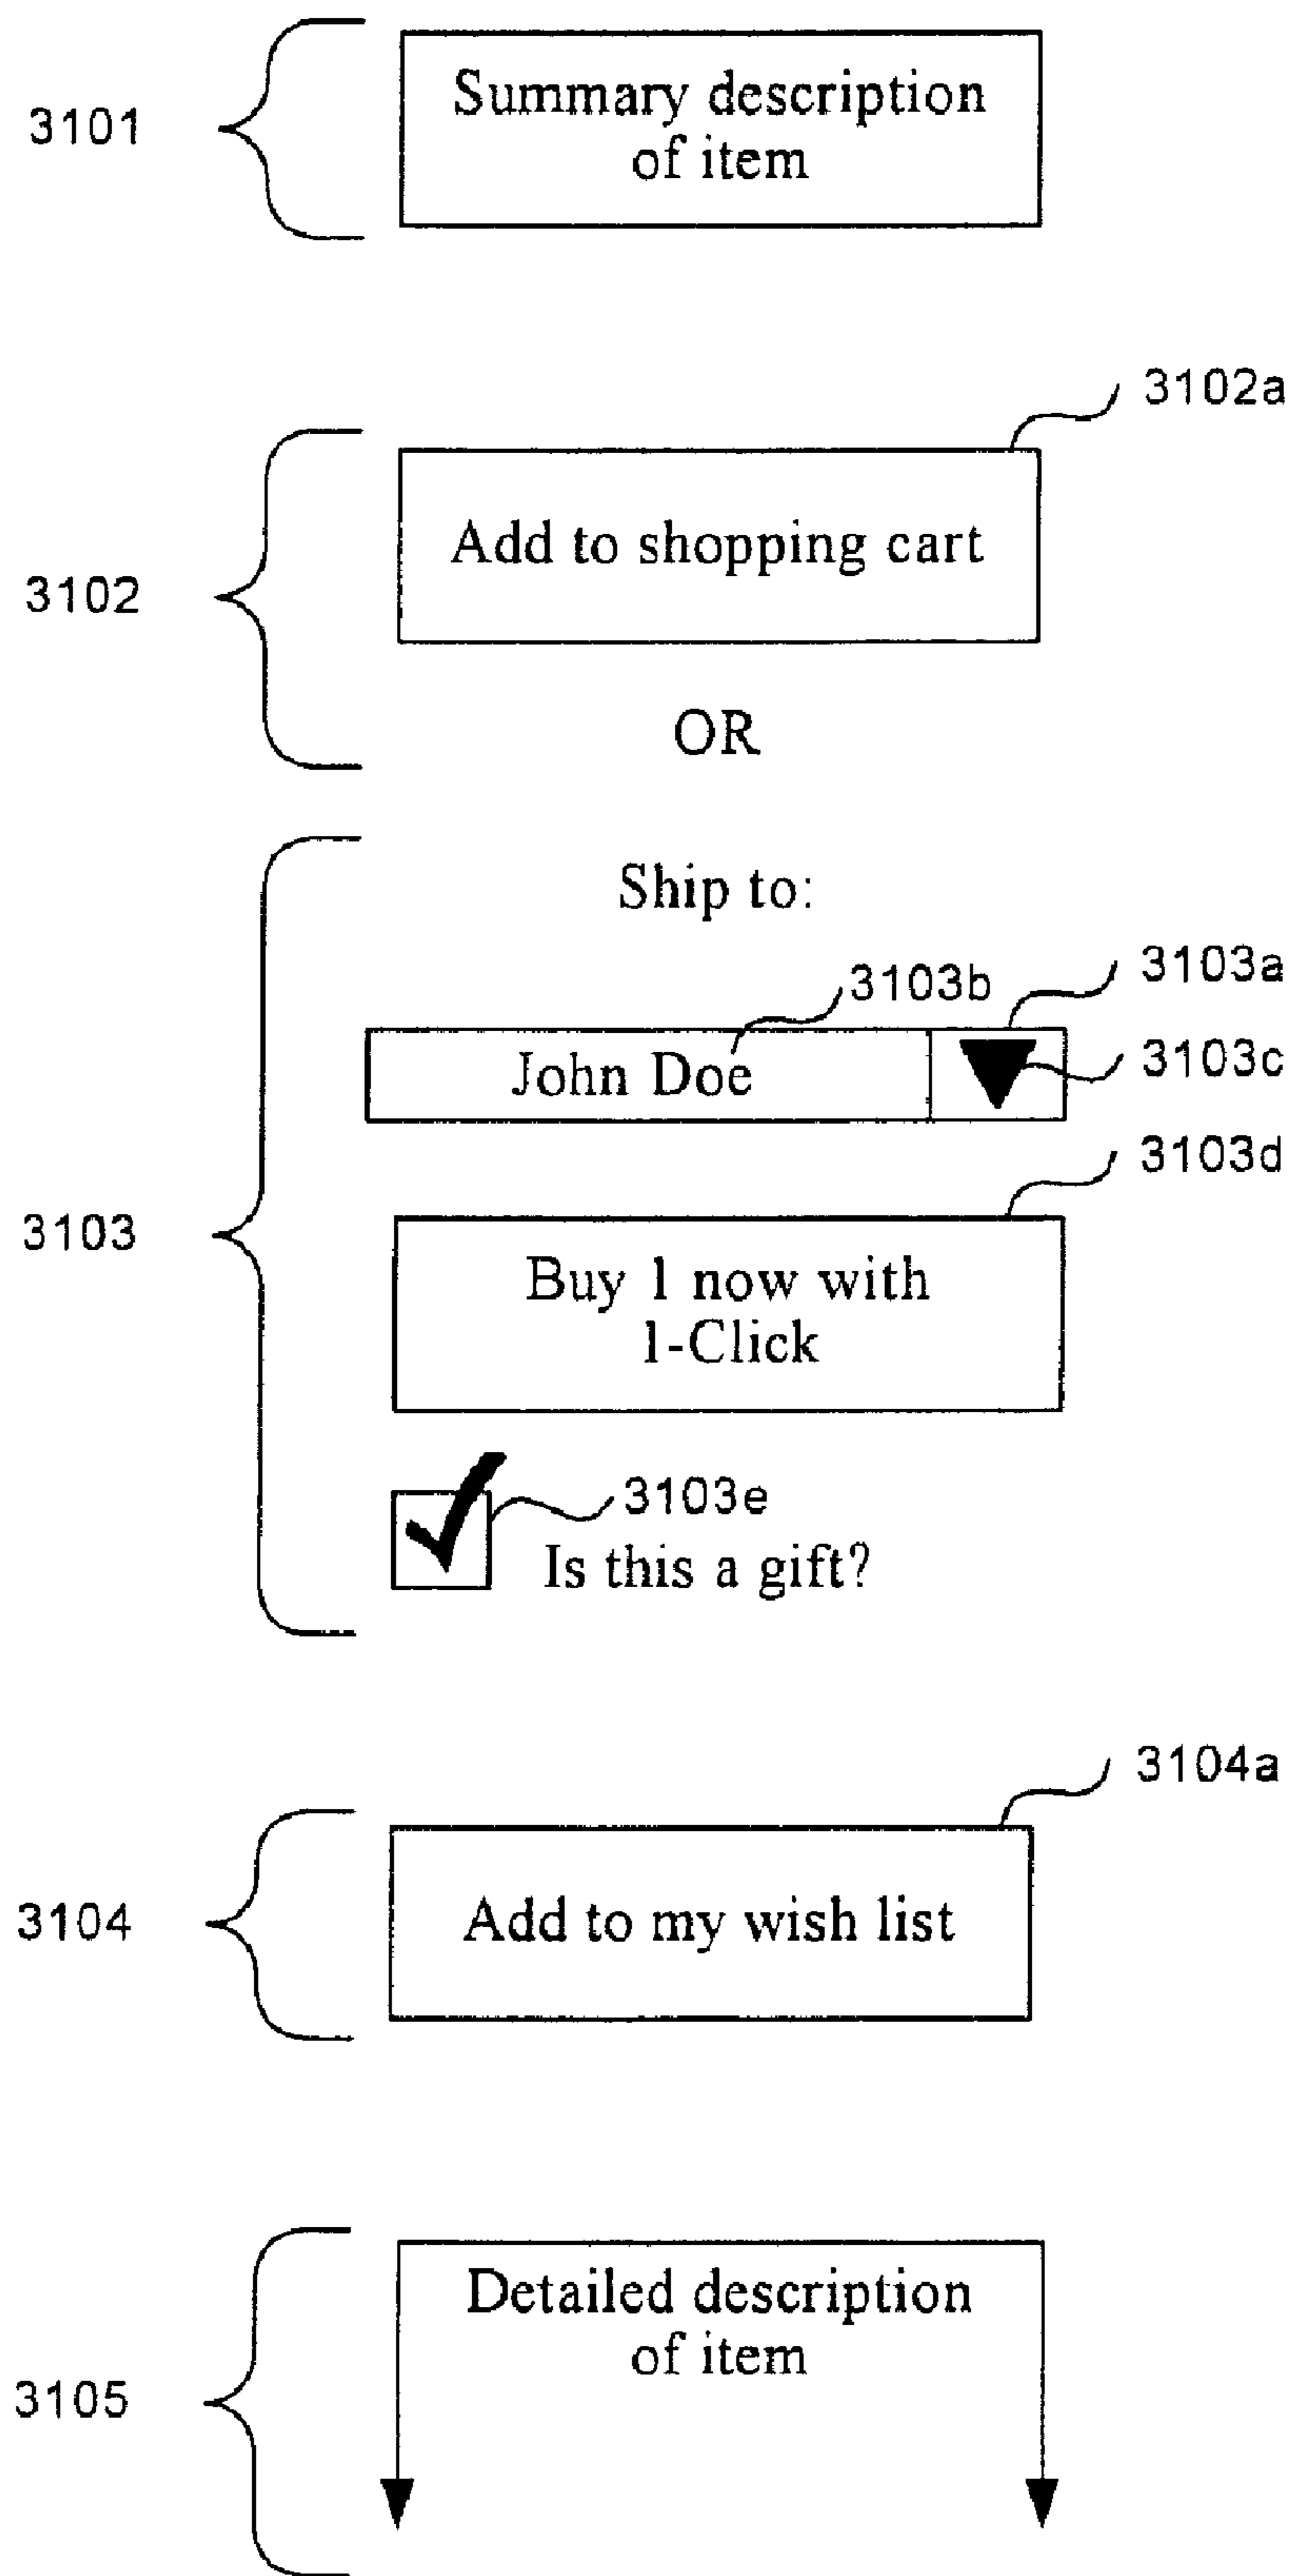 3101
Summary description
of item
3102a
3102
Add to shopping cart
OR
Ship to:
3103b
3103a
John Doe
3103c
3103d
3103
Buy 1 now with
1-Click
3103e
Is this a gift?
3104a
3104
Add to my wish list
3105
Detailed description
of item